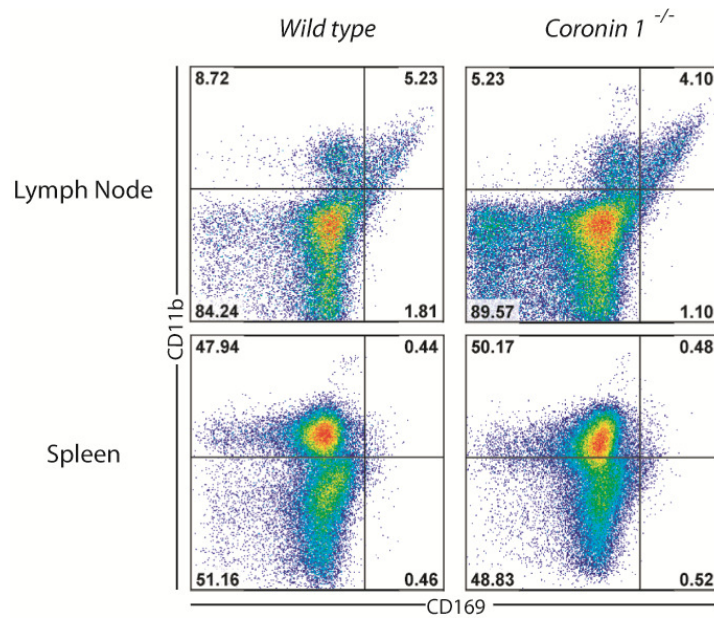 Wild type
Coronin 1 -/-
8.72 5.23
5.23 4.10
Lymph Node
84.24 1.81
89.57 1.10
CD11b
47.94 0.44
50.17 0.48
Spleen
51.16 0.46
48.83 0.52
CD169